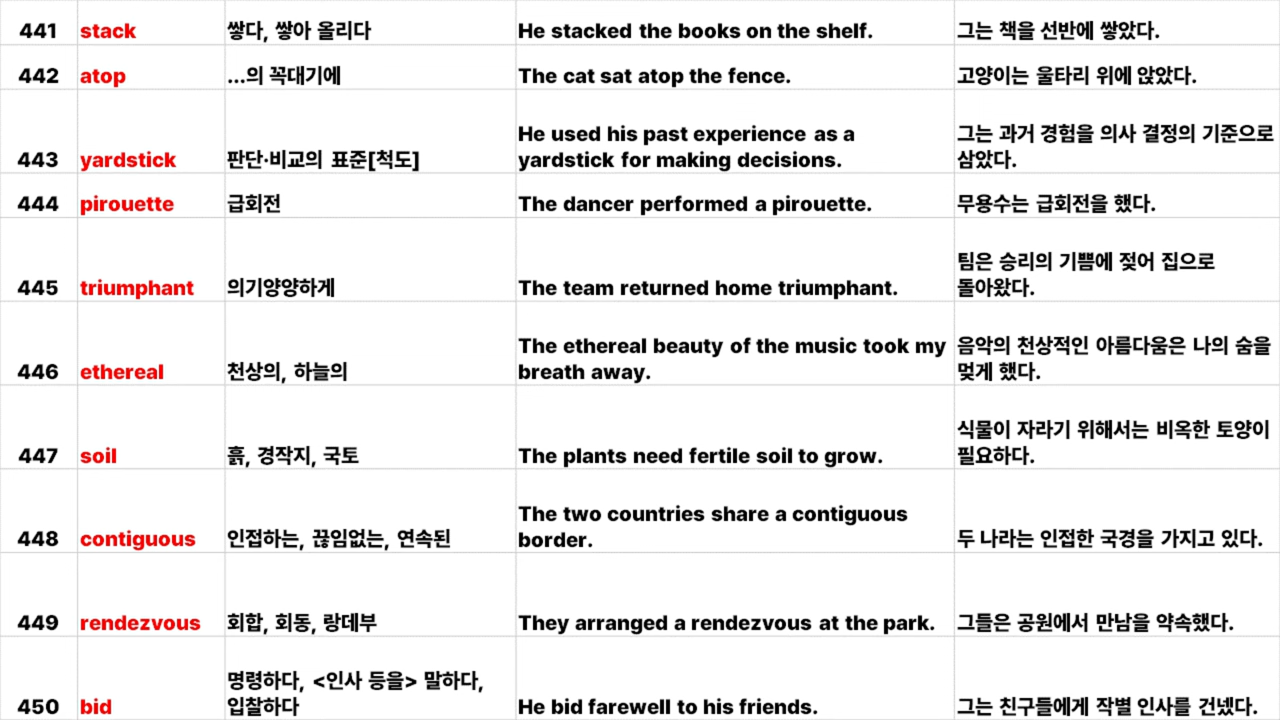 441 stack 쌓다, 쌓아 올리다 He stacked the books on the shelf. 그는 책을 선반에 쌓았다.
442 atop …의 꼭대기에 The cat sat atop the fence. 고양이는 울타리 위에 앉았다.
He used his past experience as a 그는 과거 경험을 의사 결정의 기준으로
443 yardstick 판단·비교의 표준[척도] yardstick for making decisions. 삼았다.
444 pirouette 급회전 The dancer performed a pirouette. 무용수는 급회전을 했다.
팀은 승리의 기쁨에 젖어 집으로
445 triumphant 의기양양하게 The team returned home triumphant. 돌아왔다.
The ethereal beauty of the music took my 음악의 천상적인 아름다움은 나의 숨을
446 ethereal 천상의, 하늘의 breath away. 멎게 했다.
식물이 자라기 위해서는 비옥한 토양이
447 soil 흙, 경작지, 국토 The plants need fertile soil to grow. 필요하다.
The two countries share a contiguous
448 contiguous 인접하는, 끊임없는, 연속된 border. 두 나라는 인접한 국경을 가지고 있다.
449 rendezvous 회합, 회동, 랑데부 They arranged a rendezvous at the park. 그들은 공원에서 만남을 약속했다.
명령하다, <인사 등을> 말하다,
450 bid 입찰하다 He bid farewell to his friends. 그는 친구들에게 작별 인사를 건넸다.